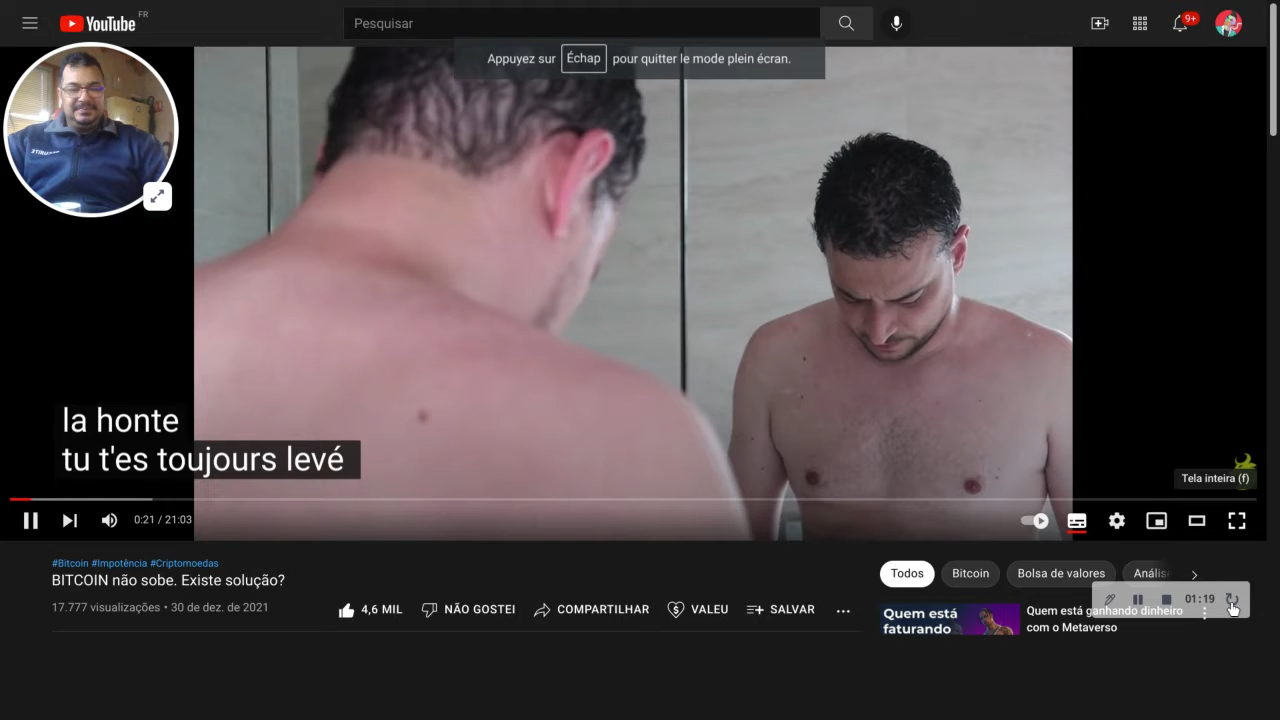 YouTube FR
Pesquisar
9+
Appuyez sur Échap pour quitter le mode plein écran.
la honte
tu t'es toujours levé
Tela inteira (f)
0:21 / 21:03
#Bitcoin #Impotência #Criptomoedas
BITCOIN não sobe. Existe solução?
17.777 visualizações • 30 de dez. de 2021
4,6 MIL
NÃO GOSTEI
COMPARTILHAR
VALEU
SALVAR
Todos
Bitcoin
Bolsa de valores
Anális
01:19
Quem está
faturando
Quem está ganhando dinheiro
com o Metaverso